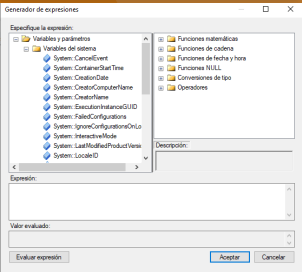 Generador de expresiones
Especifique la expresión:
Variables y parámetros
Variables del sistema
System::CancelEvent
System::ContainerStartTime
System::CreationDate
System::CreatorComputerName
System::CreatorName
System::ExecutionInstanceGUID
System::FailedConfigurations
System::IgnoreConfigurationsOnLo
System::InteractiveMode
System::LastModifiedProductVersio
System::LocaleID
Funciones matemáticas
Funciones de cadena
Funciones de fecha y hora
Funciones NULL
Conversiones de tipo
Operadores
Descripción:
Expresión:
Valor evaluado:
Evaluar expresión
Aceptar
Cancelar